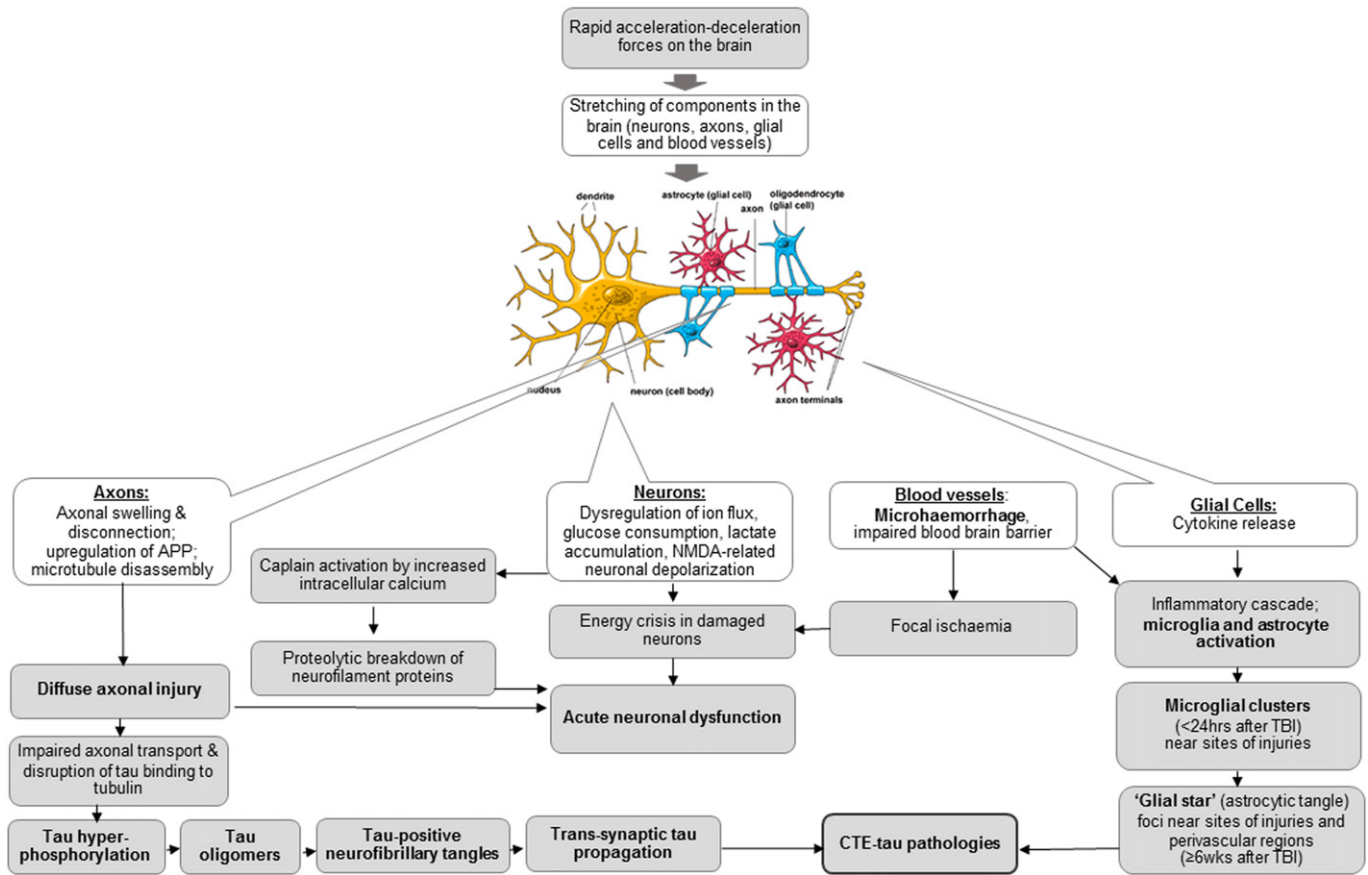 Rapid acceleration-deceleration
forces on the brain
Stretching of components in the
brain (neurons, axons, glial
cells and blood vessels)
dendrite
astrocyte (glial cell)
axon
oligodendrocyte
(glial cell)
nudeus
neuron (cell body)
axon terminals
Axons:
Axonal swelling &
disconnection;
upregulation of APP;
microtubule disassembly
Neurons:
Dysregulation of ion flux,
glucose consumption, lactate
accumulation, NMDA-related
neuronal depolarization
Blood vessels:
Microhaemorrhage,
impaired blood brain barrier
Glial Cells:
Cytokine release
Caplain activation by increased
intracellular calcium
Energy crisis in damaged
neurons
Focal ischaemia
Inflammatory cascade;
microglia and astrocyte
activation
Proteolytic breakdown of
neurofilament proteins
Diffuse axonal injury
Acute neuronal dysfunction
Microglial clusters
(<24hrs after TBI)
near sites of injuries
Impaired axonal transport &
disruption of tau binding to
tubulin
'Glial star' (astrocytic tangle)
foci near sites of injuries and
perivascular regions
(≥6wks after TBI)
Tau hyper-
phosphorylation
Tau
oligomers
Tau-positive
neurofibrillary tangles
Trans-synaptic tau
propagation
CTE-tau pathologies